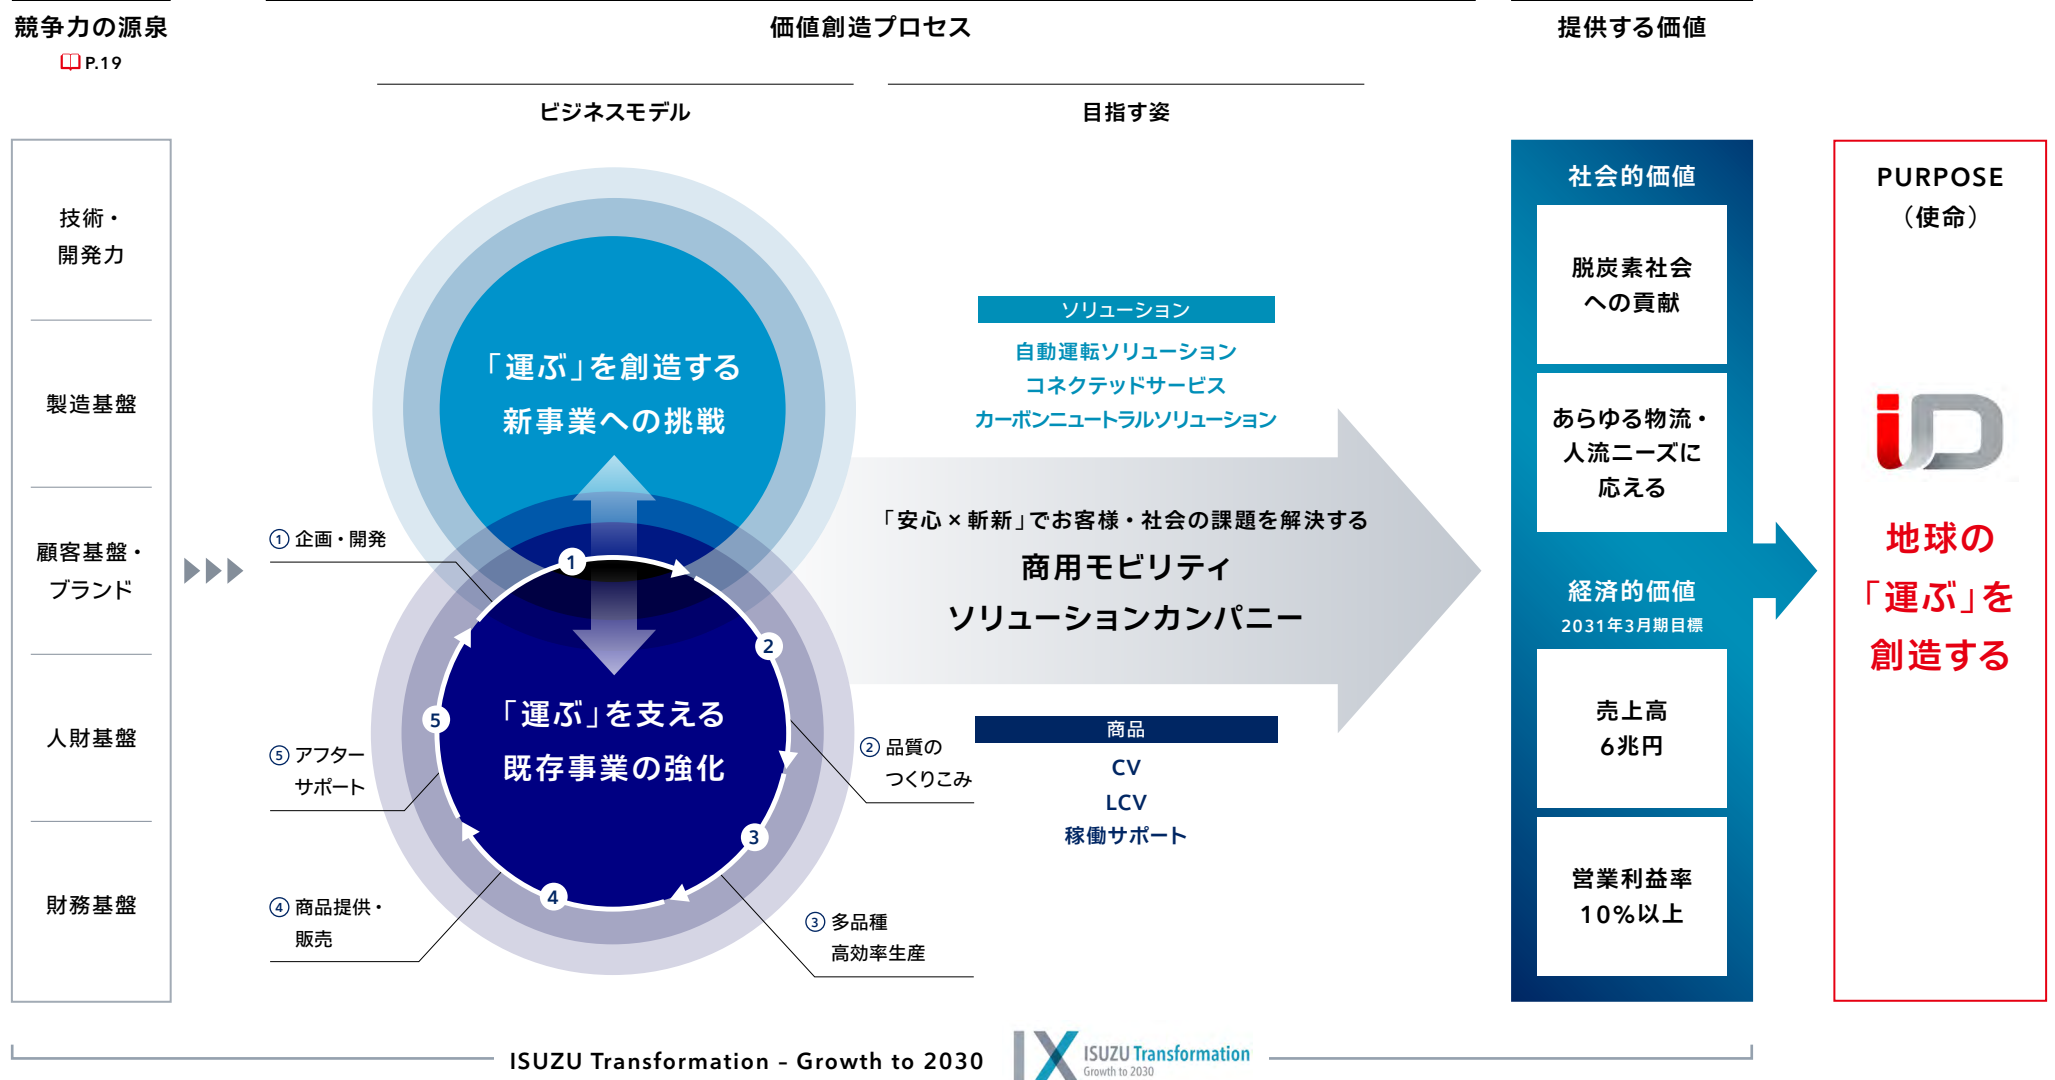 競争力の源泉
P.19
価値創造プロセス
提供する価値
ビジネスモデル
目指す姿
技術・
開発力
製造基盤
顧客基盤・
ブランド
人財基盤
財務基盤
「運ぶ」を創造する
新事業への挑戦
「運ぶ」を支える
既存事業の強化
1
2
3
4
5
① 企画・開発
② 品質の
つくりこみ
③ 多品種
高効率生産
④ 商品提供・
販売
⑤ アフター
サポート
ソリューション
自動運転ソリューション
コネクテッドサービス
カーボンニュートラルソリューション
「安心×斬新」でお客様・社会の課題を解決する
商用モビリティ
ソリューションカンパニー
商品
CV
LCV
稼働サポート
社会的価値
脱炭素社会
への貢献
あらゆる物流・
人流ニーズに
応える
経済的価値
2031年3月期目標
売上高
6兆円
営業利益率
10%以上
PURPOSE
（使命）
iD
地球の
「運ぶ」を
創造する
ISUZU Transformation – Growth to 2030
IX
ISUZU Transformation
Growth to 2030